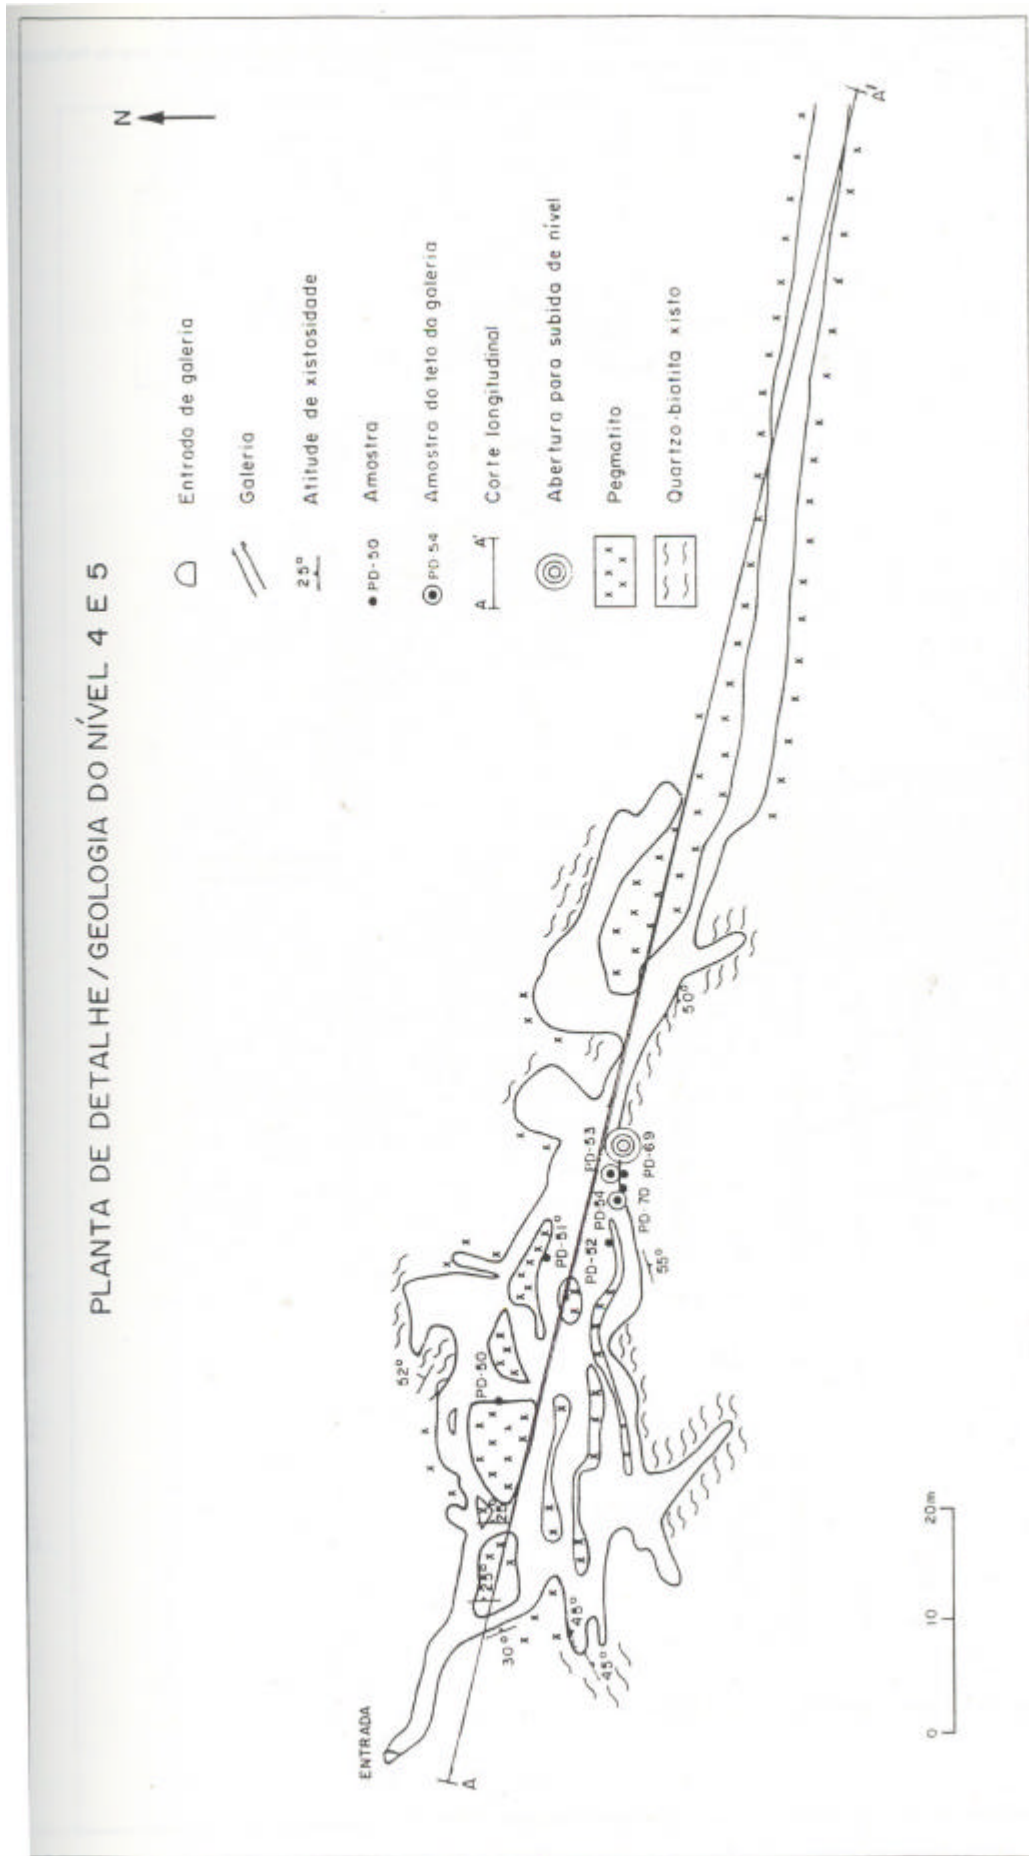 PLANTA DE DETALHE/GEOLOGIA DO NÍVEL 4 E 5
N
Entrada de galeria
Galeria
25°
Atitude de xistosidade
PD-50
Amostra
PD-54
Amostra do teto da galeria
A A'
Corte longitudinal
Abertura para subida de nível
Pegmatito
Quartzo-biotita xisto
ENTRADA
A
A'
30°
25°
25°
45°
45°
52°
PD-50
PD-51
PD-52
PD-54
PD-53
PD-70
PD-69
55°
50°
0 10 20m